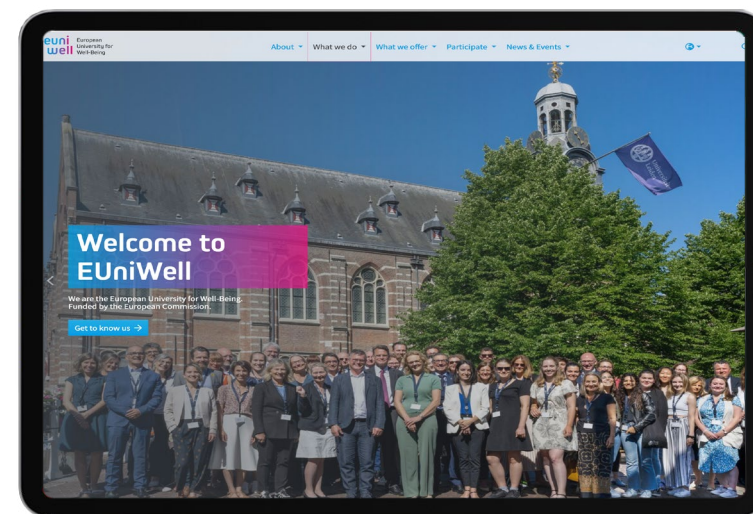 euni
well
European
University for
Well-Being
About
What we do
What we offer
Participate
News & Events
Welcome to
EUniWell
We are the European University for Well-Being.
Funded by the European Commission.
Get to know us →